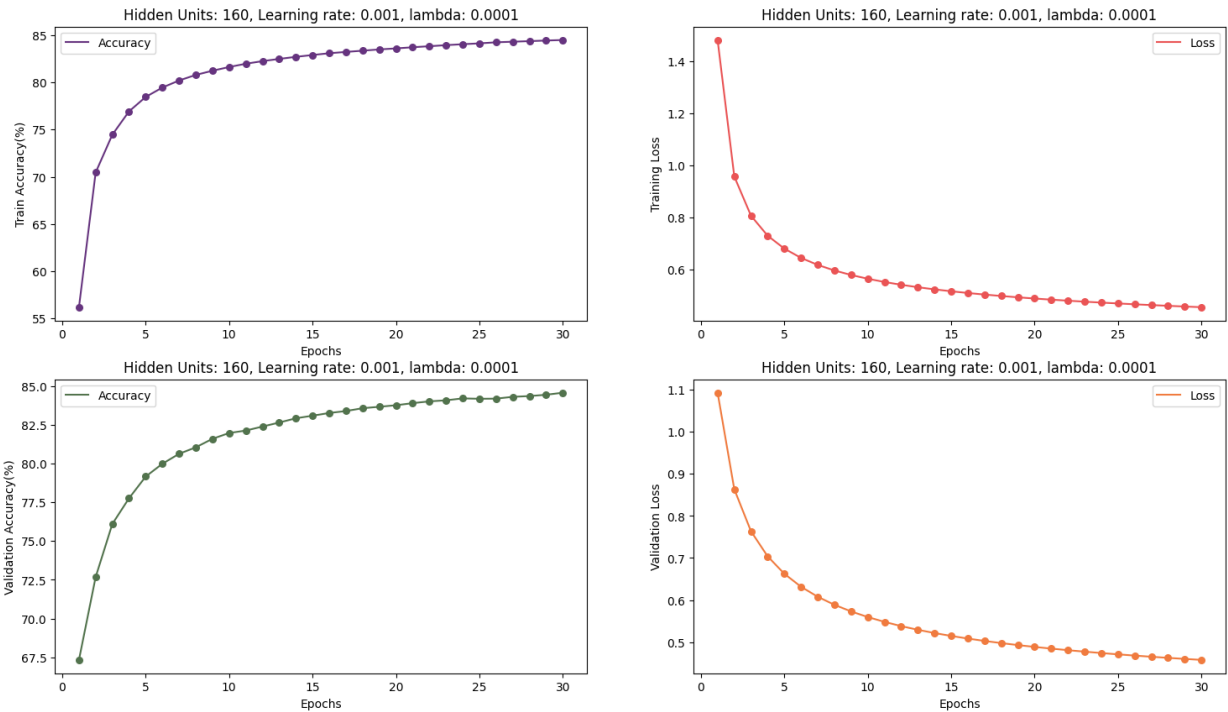 Hidden Units: 160, Learning rate: 0.001, lambda: 0.0001
Accuracy
Train Accuracy(%)
85
80
75
70
65
60
55
0 5 10 15 20 25 30
Epochs
Hidden Units: 160, Learning rate: 0.001, lambda: 0.0001
Loss
Training Loss
1.4
1.2
1.0
0.8
0.6
0 5 10 15 20 25 30
Epochs
Hidden Units: 160, Learning rate: 0.001, lambda: 0.0001
Accuracy
Validation Accuracy(%)
85.0
82.5
80.0
77.5
75.0
72.5
70.0
67.5
0 5 10 15 20 25 30
Epochs
Hidden Units: 160, Learning rate: 0.001, lambda: 0.0001
Loss
Validation Loss
1.1
1.0
0.9
0.8
0.7
0.6
0.5
0 5 10 15 20 25 30
Epochs